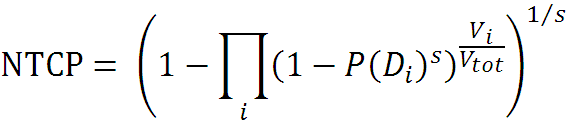 NTCP = (1 − ∏_i (1 − P(D_i)^s)^{V_i/V_tot})^{1/s}